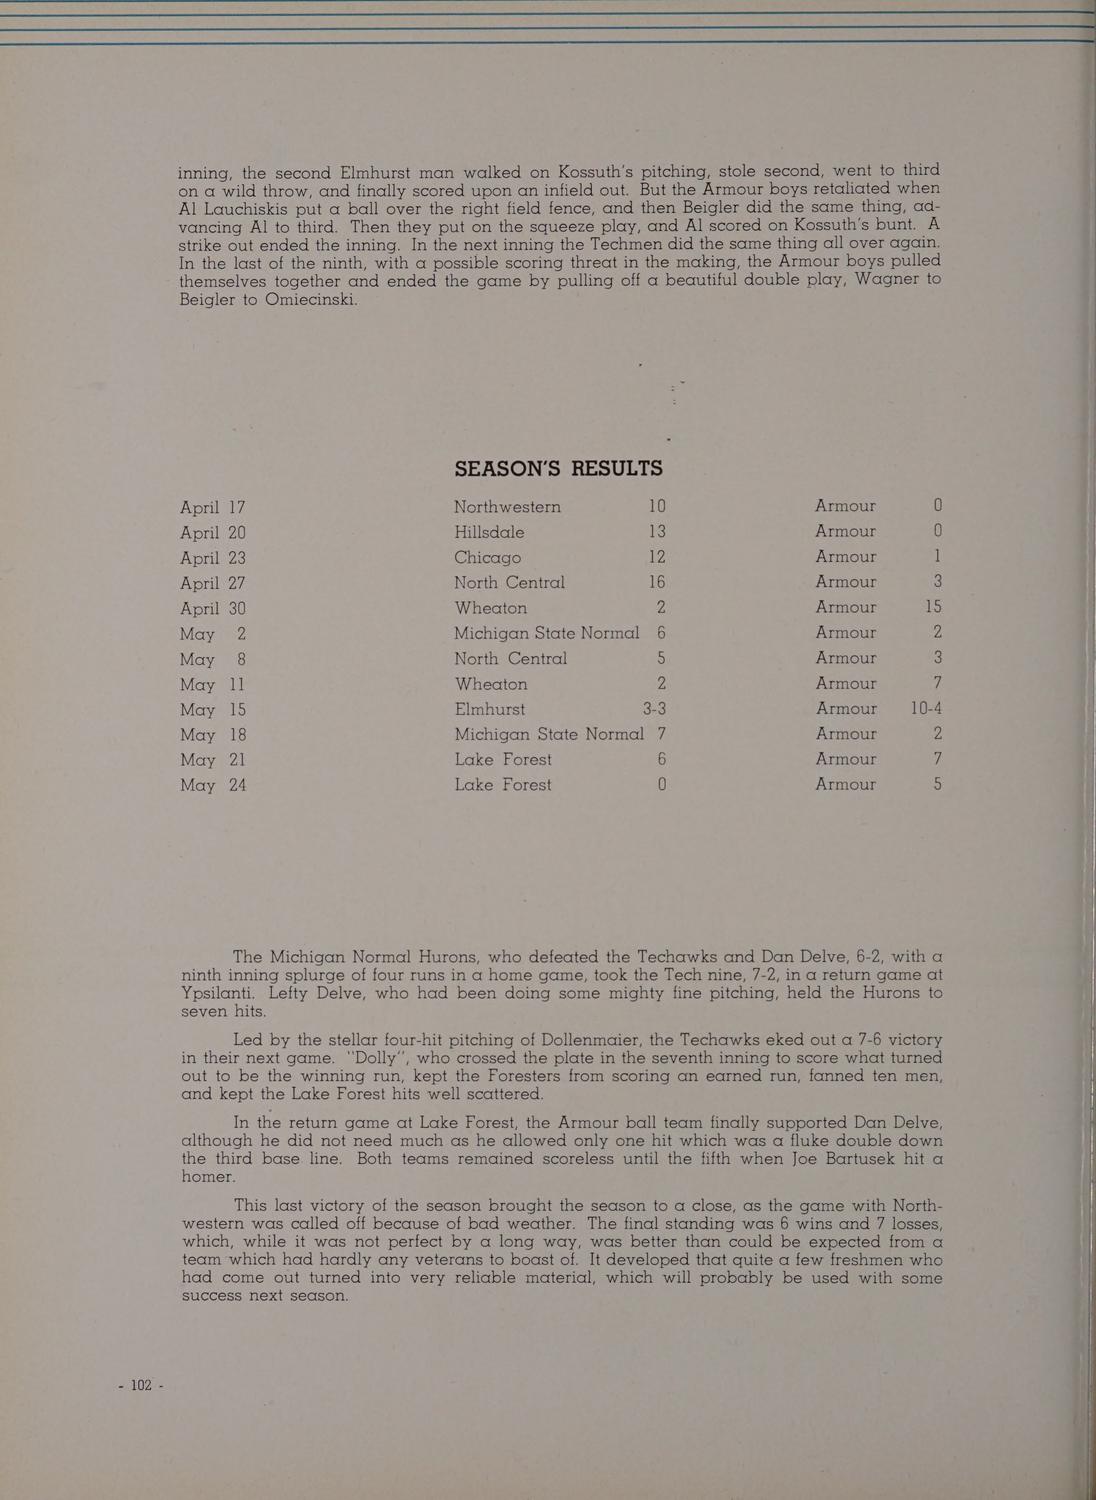 inning, the second Elmhurst man walked on Kossuth's pitching, stole second, went to third
on a wild throw, and finally scored upon an infield out. But the Armour boys retaliated when
Al Lauchiskis put a ball over the right field fence, and then Beigler did the same thing, ad-
vancing Al to third. Then they put on the squeeze play, and Al scored on Kossuth's bunt. A
strike out ended the inning. In the next inning the Techmen did the same thing all over again.
In the last of the ninth, with a possible scoring threat in the making, the Armour boys pulled
themselves together and ended the game by pulling off a beautiful double play, Wagner to
Beigler to Omiecinski.
SEASON'S RESULTS
April 17 Northwestern 10 Armour 0
April 20 Hillsdale 13 Armour 0
April 23 Chicago 12 Armour 1
April 27 North Central 16 Armour 3
April 30 Wheaton 2 Armour 15
May 2 Michigan State Normal 6 Armour 2
May 8 North Central 5 Armour 3
May 11 Wheaton 2 Armour 7
May 15 Elmhurst 3-3 Armour 10-4
May 18 Michigan State Normal 7 Armour 2
May 21 Lake Forest 6 Armour 7
May 24 Lake Forest 0 Armour 5
The Michigan Normal Hurons, who defeated the Techawks and Dan Delve, 6-2, with a
ninth inning splurge of four runs in a home game, took the Tech nine, 7-2, in a return game at
Ypsilanti. Lefty Delve, who had been doing some mighty fine pitching, held the Hurons to
seven hits.
Led by the stellar four-hit pitching of Dollenmaier, the Techawks eked out a 7-6 victory
in their next game. "Dolly", who crossed the plate in the seventh inning to score what turned
out to be the winning run, kept the Foresters from scoring an earned run, fanned ten men,
and kept the Lake Forest hits well scattered.
In the return game at Lake Forest, the Armour ball team finally supported Dan Delve,
although he did not need much as he allowed only one hit which was a fluke double down
the third base line. Both teams remained scoreless until the fifth when Joe Bartusek hit a
homer.
This last victory of the season brought the season to a close, as the game with North-
western was called off because of bad weather. The final standing was 6 wins and 7 losses,
which, while it was not perfect by a long way, was better than could be expected from a
team which had hardly any veterans to boast of. It developed that quite a few freshmen who
had come out turned into very reliable material, which will probably be used with some
success next season.
- 102 -